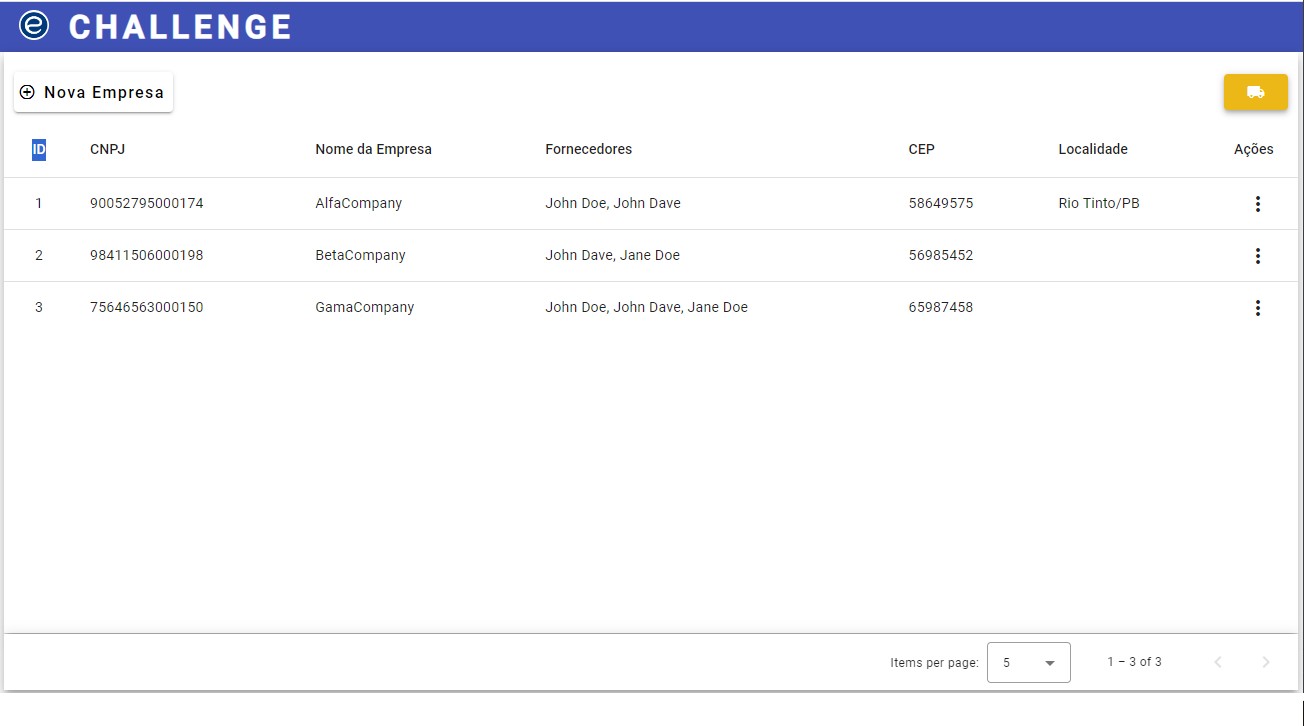 e CHALLENGE
Nova Empresa
ID CNPJ Nome da Empresa Fornecedores CEP Localidade Ações
1 90052795000174 AlfaCompany John Doe, John Dave 58649575 Rio Tinto/PB
2 98411506000198 BetaCompany John Dave, Jane Doe 56985452
3 75646563000150 GamaCompany John Doe, John Dave, Jane Doe 65987458
Items per page: 5 1 – 3 of 3